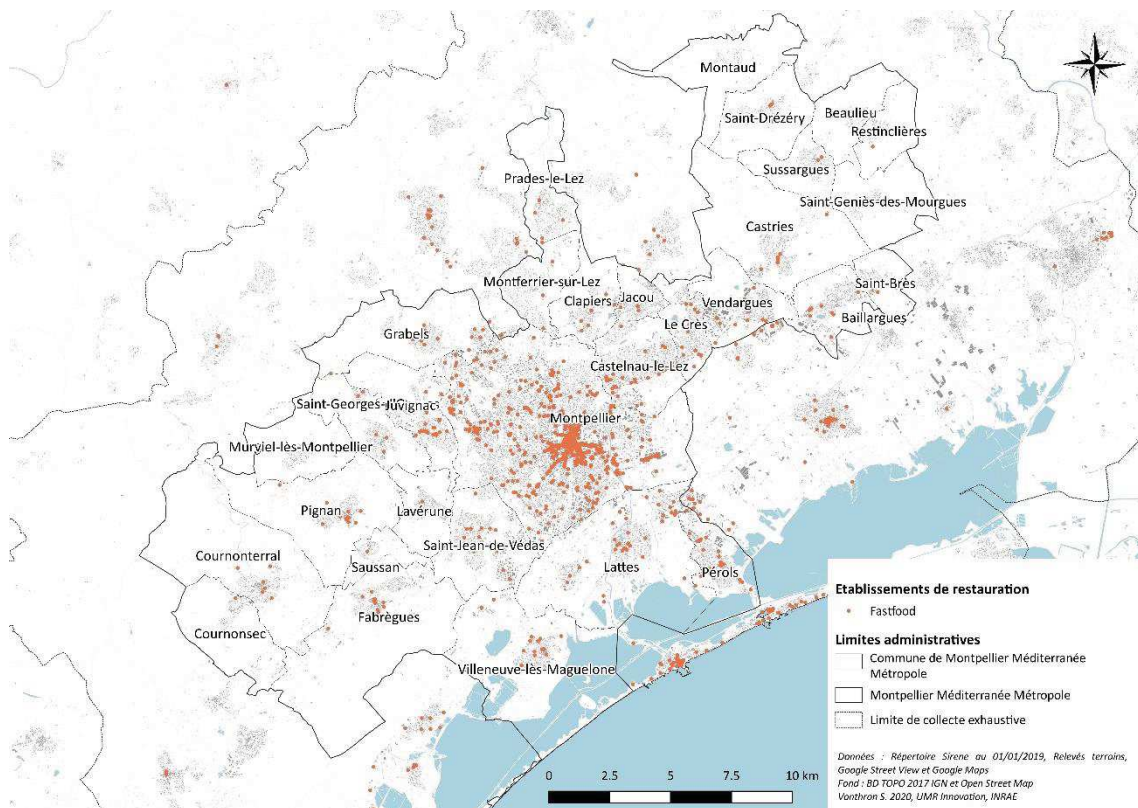 Montaud
Saint-Drézéry
Beaulieu
Restinclières
Sussargues
Prades-le-Lez
Saint-Geniès-des-Mourgues
Castries
Montferrier-sur-Lez
Clapiers
Jacou
Vendargues
Saint-Brès
Baillargues
Le Crès
Grabels
Castelnau-le-Lez
Juvignac
Montpellier
Murviel-lès-Montpellier
Pignan
Lavérune
Saint-Jean-de-Védas
Cournonterral
Saussan
Lattes
Pérols
Fabrègues
Cournonsec
Villeneuve-lès-Maguelone
Etablissements de restauration
Fastfood
Limites administratives
Commune de Montpellier Méditerranée
Métropole
Montpellier Méditerranée Métropole
Limite de collecte exhaustive
Données : Répertoire Sirene au 01/01/2019, Relevés terrains,
Google Street View et Google Maps
Fond : BD TOPO 2017 IGN et Open Street Map
Vonthron S. 2020, UMR Innovation, INRAE
0 2.5 5 7.5 10 km